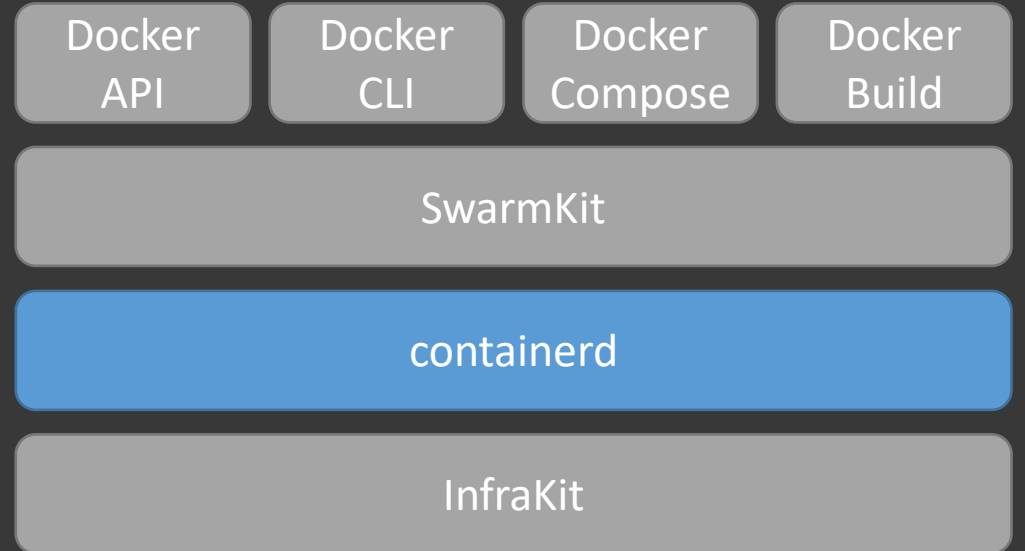 Docker
API
Docker
CLI
Docker
Compose
Docker
Build
SwarmKit
containerd
InfraKit